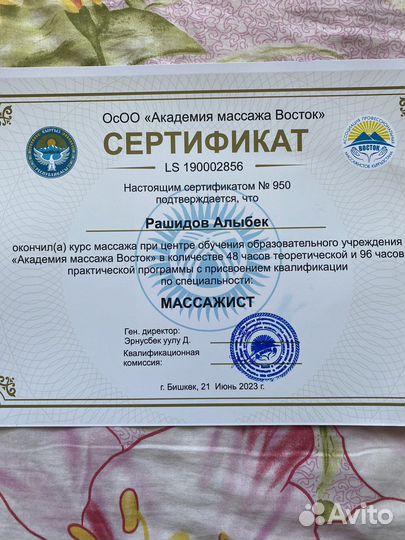 ОсОО «Академия массажа Восток»
СЕРТИФИКАТ
LS 190002856
Настоящим сертификатом № 950
подтверждается, что
Рашидов Алыбек
окончил(а) курс массажа при центре обучения образовательного учреждения
«Академия массажа Восток» в количестве 48 часов теоретической и 96 часов
практической программы с присвоением квалификации
по специальности:
МАССАЖИСТ
Ген. директор:
Эрнусбек уулу Д.
Квалификационная
комиссия:
г. Бишкек, 21 Июнь 2023 г.
ВОСТОК
Avito